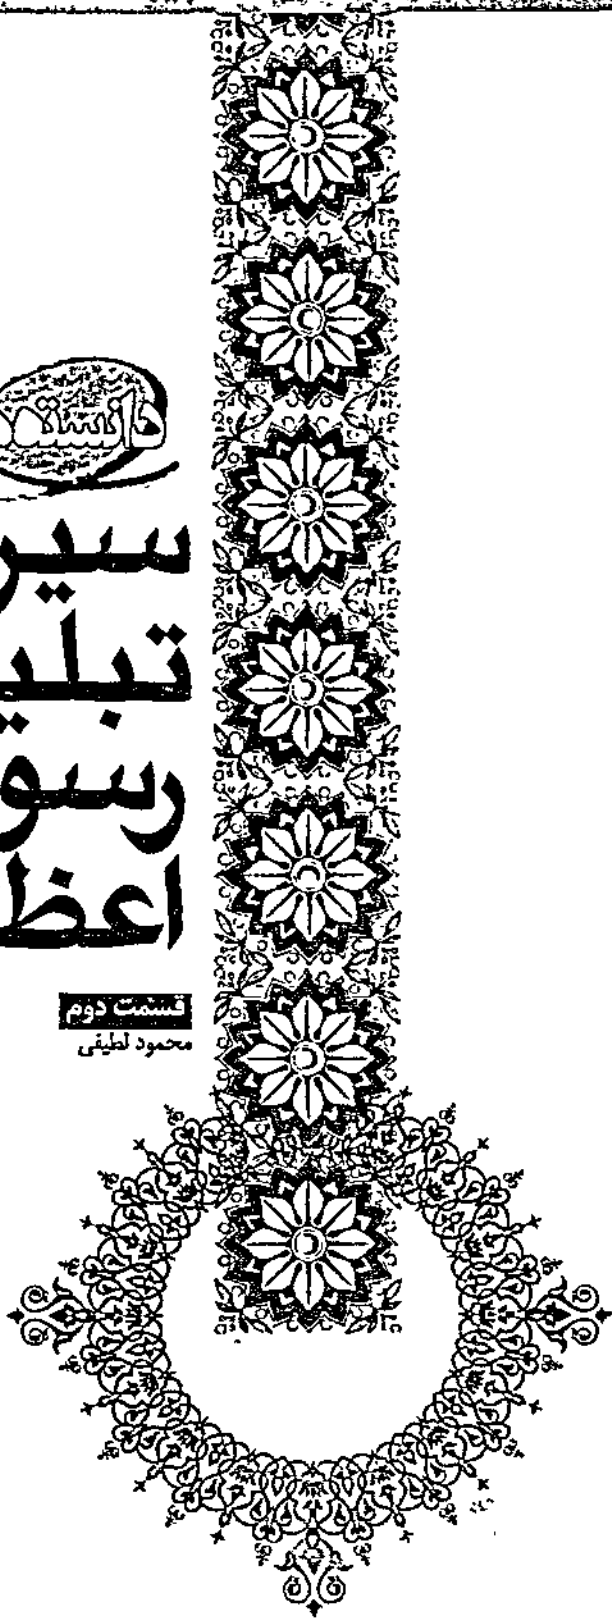 سیر
تبلی
رسو
اعظ
قسمت دوم
محمود لطیفی